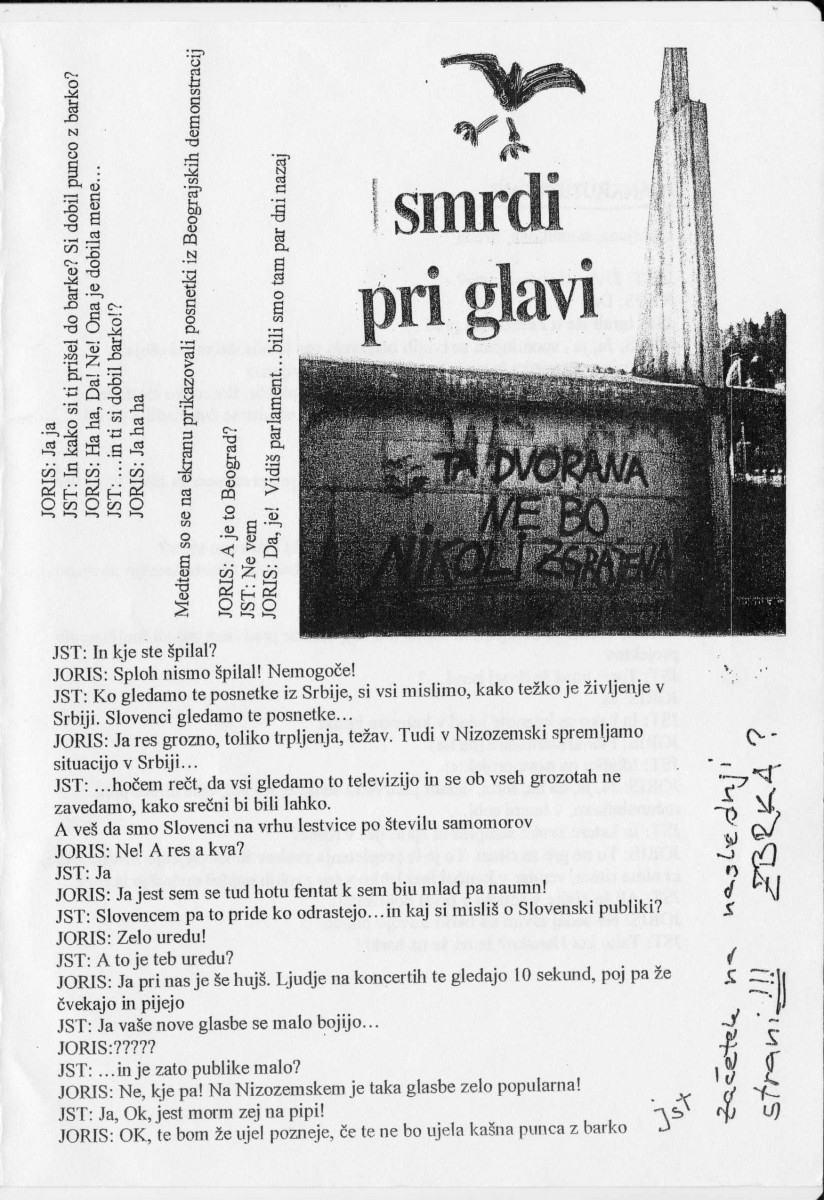 JORIS: Ja ja
JST: In kako si ti prišel do barke? Si dobil punco z barko?
JORIS: Ha ha, Da! Ne! Ona je dobila mene…
JST: …in ti si dobil barko!?
JORIS: Ja ha ha
Medtem so se na ekranu prikazovali posnetki iz Beograjskih demonstracij
JORIS: A je to Beograd?
JST: Ne vem
JORIS: Da, je! Vidiš parlament…bili smo tam par dni nazaj
smrdi
pri glavi
TA DVORANA
NE BO
NIKOLI ZGRAJENA
JST: In kje ste špilal?
JORIS: Sploh nismo špilal! Nemogoče!
JST: Ko gledamo te posnetke iz Srbije, si vsi mislimo, kako težko je življenje v
Srbiji. Slovenci gledamo te posnetke…
JORIS: Ja res grozno, toliko trpljenja, težav. Tudi v Nizozemski spremljamo
situacijo v Srbiji…
JST: …hočem rečt, da vsi gledamo to televizijo in se ob vseh grozotah ne
zavedamo, kako srečni bi bili lahko.
A veš da smo Slovenci na vrhu lestvice po številu samomorov
JORIS: Ne! A res a kva?
JST: Ja
JORIS: Ja jest sem se tud hotu fentat k sem biu mlad pa naumn!
JST: Slovencem pa to pride ko odrastejo…in kaj si misliš o Slovenski publiki?
JORIS: Zelo uredu!
JST: A to je teb uredu?
JORIS: Ja pri nas je še hujš. Ljudje na koncertih te gledajo 10 sekund, poj pa že
čvekajo in pijejo
JST: Ja vaše nove glasbe se malo bojijo…
JORIS:?????
JST: …in je zato publike malo?
JORIS: Ne, kje pa! Na Nizozemskem je taka glasbe zelo popularna!
JST: Ja, Ok, jest morm zej na pipi!
JORIS: OK, te bom že ujel pozneje, če te ne bo ujela kašna punca z barko
jst
začetek na naslednji
strani!!! ZBRKA?